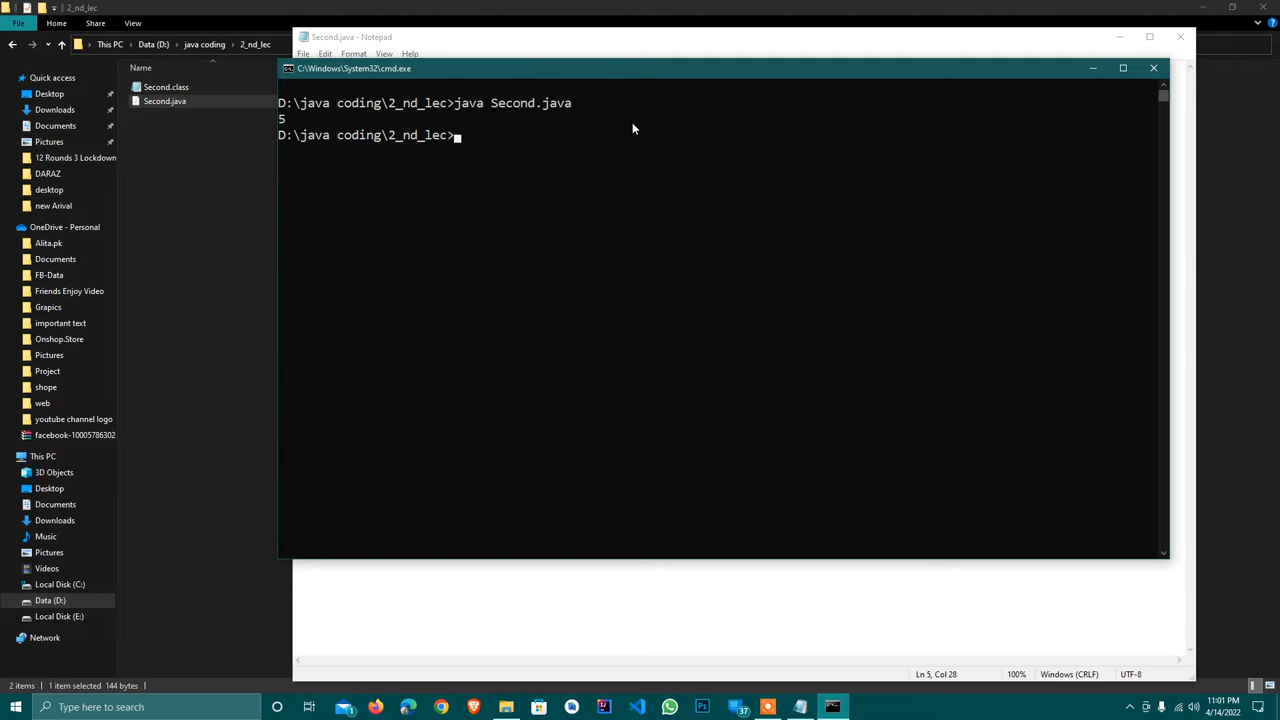 2_nd_lec
File Home Share View
This PC Data (D:) java coding 2_nd_lec
Quick access
Desktop
Downloads
Documents
Pictures
12 Rounds 3 Lockdown
DARAZ
desktop
new Arival
OneDrive - Personal
Alita.pk
Documents
FB-Data
Friends Enjoy Video
Grapics
important text
Onshop.Store
Pictures
Project
shope
web
youtube channel logo
facebook-10005786302
This PC
3D Objects
Desktop
Documents
Downloads
Music
Pictures
Videos
Local Disk (C:)
Data (D:)
Local Disk (E:)
Network
Name
Second.class
Second.java
2 items 1 item selected 144 bytes
Second.java - Notepad
File Edit Format View Help
C:\Windows\System32\cmd.exe
D:\java coding\2_nd_lec>java Second.java
5
D:\java coding\2_nd_lec>
Ln 5, Col 28 100% Windows (CRLF) UTF-8
Type here to search
1
37
11:01 PM
4/14/2022